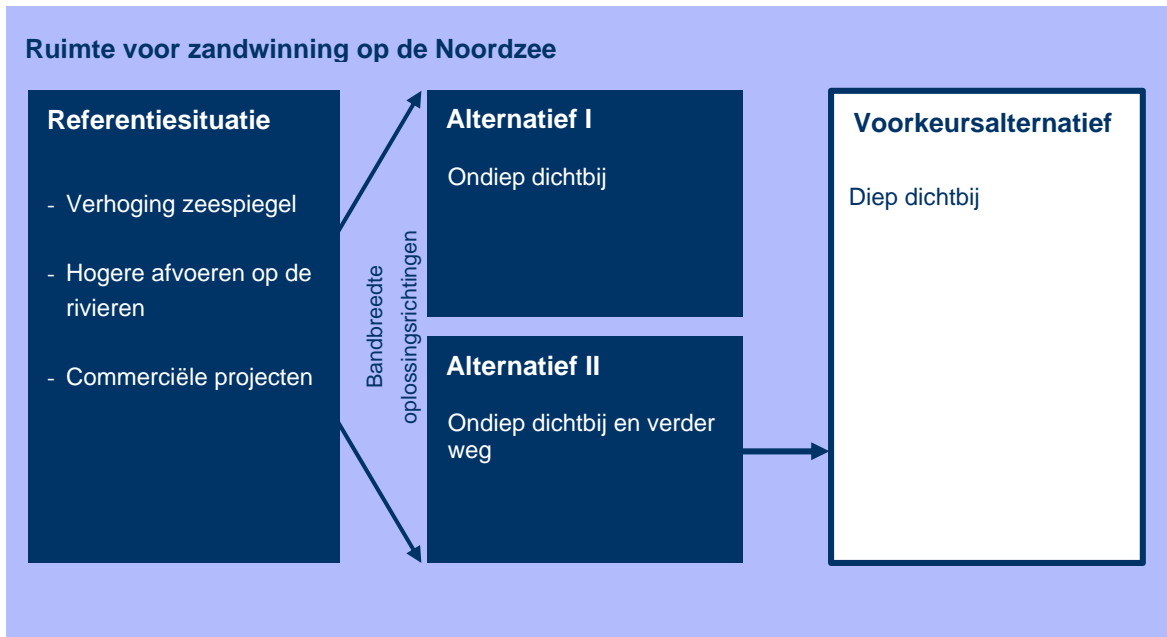 Ruimte voor zandwinning op de Noordzee
Referentiesituatie
- Verhoging zeespiegel
- Hogere afvoeren op de
rivieren
- Commerciële projecten
Bandbreedte
oplossingsrichtingen
Alternatief I
Ondiep dichtbij
Alternatief II
Ondiep dichtbij en verder
weg
Voorkeursalternatief
Diep dichtbij